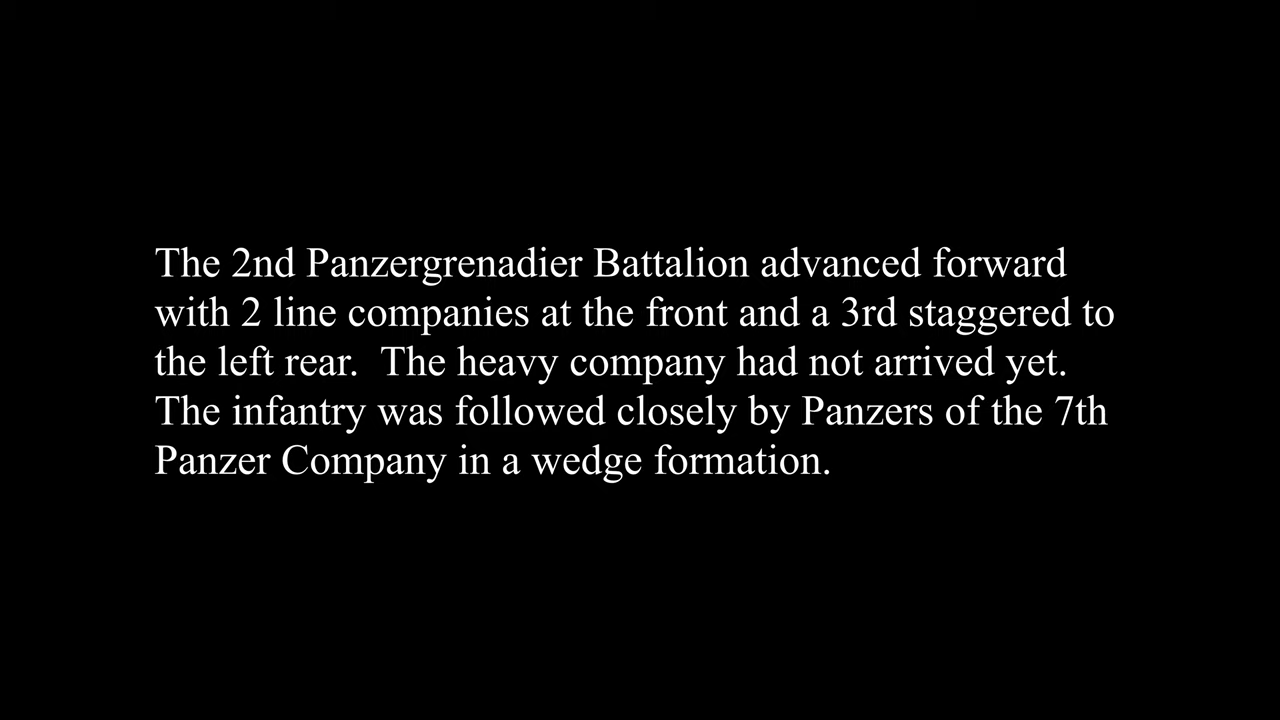 The 2nd Panzergrenadier Battalion advanced forward
with 2 line companies at the front and a 3rd staggered to
the left rear.  The heavy company had not arrived yet.
The infantry was followed closely by Panzers of the 7th
Panzer Company in a wedge formation.